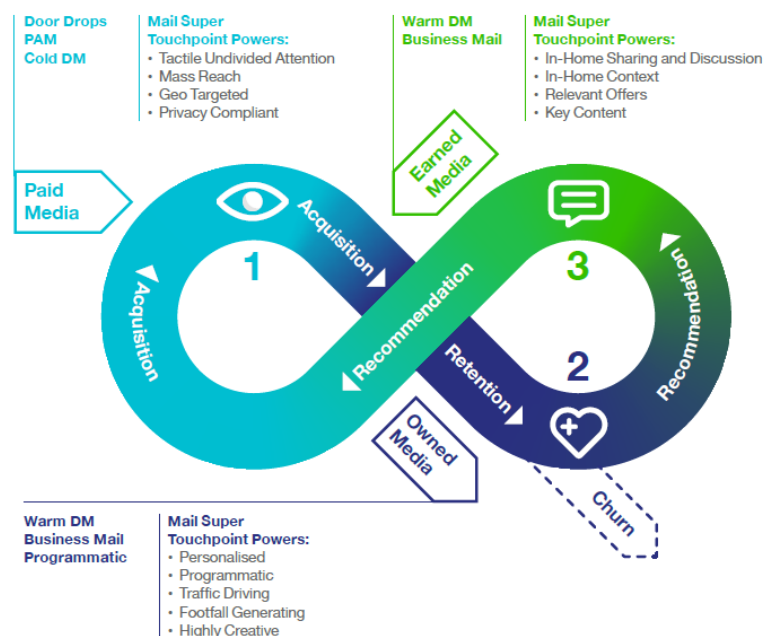 Door Drops
PAM
Cold DM
Mail Super
Touchpoint Powers:
• Tactile Undivided Attention
• Mass Reach
• Geo Targeted
• Privacy Compliant
Warm DM
Business Mail
Mail Super
Touchpoint Powers:
• In-Home Sharing and Discussion
• In-Home Context
• Relevant Offers
• Key Content
Paid
Media
Earned
Media
Acquisition
1
3
Acquisition
Recommendation
Recommendation
Retention
2
Owned
Media
Churn
Warm DM
Business Mail
Programmatic
Mail Super
Touchpoint Powers:
• Personalised
• Programmatic
• Traffic Driving
• Footfall Generating
• Highly Creative